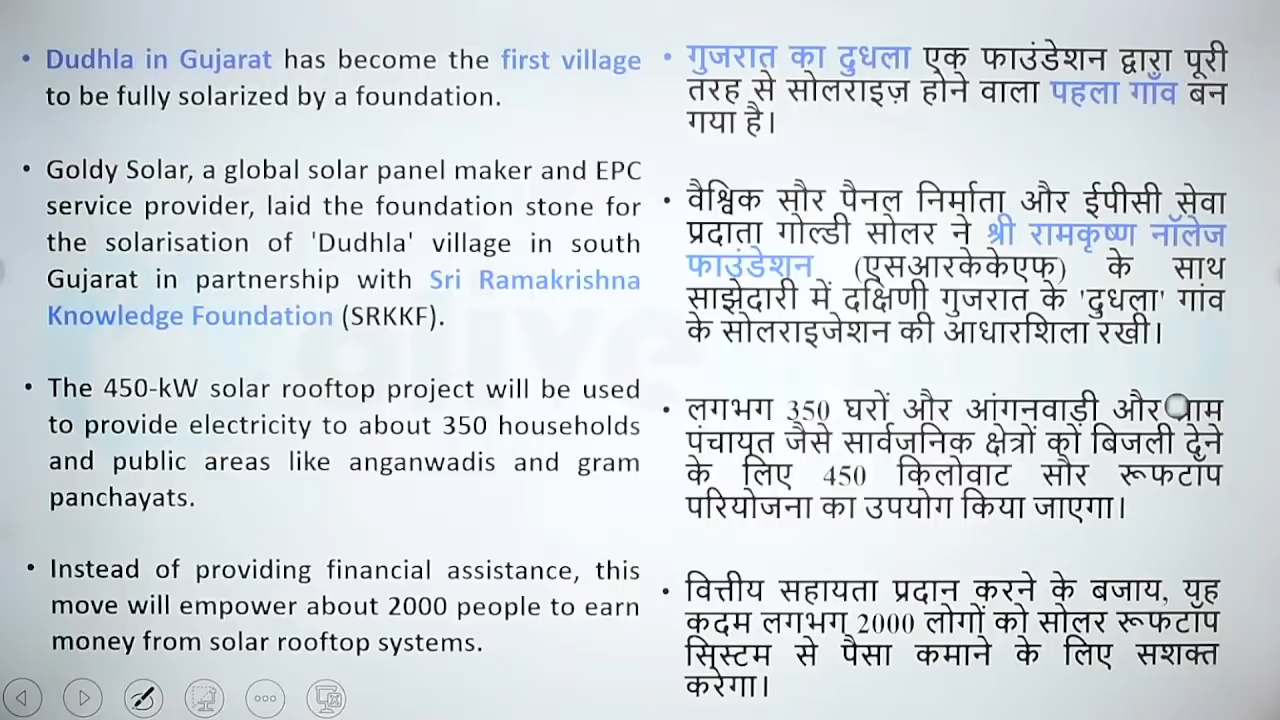 • Dudhla in Gujarat has become the first village
to be fully solarized by a foundation.
• Goldy Solar, a global solar panel maker and EPC
service provider, laid the foundation stone for
the solarisation of 'Dudhla' village in south
Gujarat in partnership with Sri Ramakrishna
Knowledge Foundation (SRKKF).
• The 450-kW solar rooftop project will be used
to provide electricity to about 350 households
and public areas like anganwadis and gram
panchayats.
• Instead of providing financial assistance, this
move will empower about 2000 people to earn
money from solar rooftop systems.
• गुजरात का दुधला एक फाउंडेशन द्वारा पूरी
तरह से सोलराइज़ होने वाला पहला गाँव बन
गया है।
• वैश्विक सौर पैनल निर्माता और ईपीसी सेवा
प्रदाता गोल्डी सोलर ने श्री रामकृष्ण नॉलेज
फाउंडेशन (एसआरकेकेएफ) के साथ
साझेदारी में दक्षिणी गुजरात के 'दुधला' गांव
के सोलराइजेशन की आधारशिला रखी।
• लगभग 350 घरों और आंगनवाड़ी और ग्राम
पंचायत जैसे सार्वजनिक क्षेत्रों को बिजली देने
के लिए 450 किलोवाट सौर रूफटॉप
परियोजना का उपयोग किया जाएगा।
• वित्तीय सहायता प्रदान करने के बजाय, यह
कदम लगभग 2000 लोगों को सोलर रूफटॉप
सिस्टम से पैसा कमाने के लिए सशक्त
करेगा।